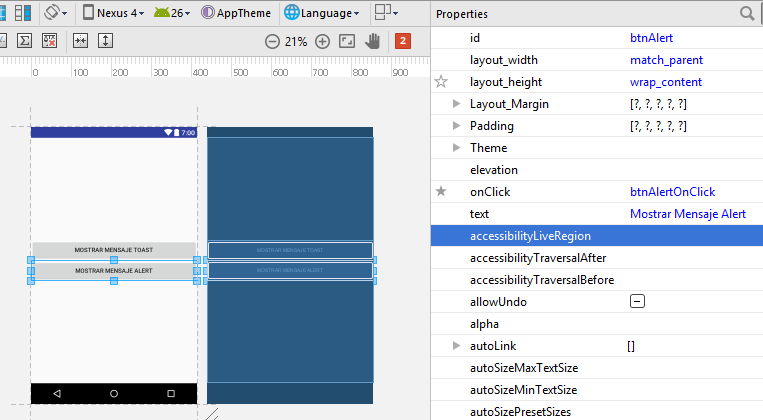 Nexus 4 26 AppTheme Language Properties
21% 2
0 100 200 300 400 500 600 700 800 900
7:00
MOSTRAR MENSAJE TOAST MOSTRAR MENSAJE TOAST
MOSTRAR MENSAJE ALERT MOSTRAR MENSAJE ALERT
id btnAlert
layout_width match_parent
layout_height wrap_content
Layout_Margin [?, ?, ?, ?, ?]
Padding [?, ?, ?, ?, ?]
Theme
elevation
onClick btnAlertOnClick
text Mostrar Mensaje Alert
accessibilityLiveRegion
accessibilityTraversalAfter
accessibilityTraversalBefore
allowUndo
alpha
autoLink []
autoSizeMaxTextSize
autoSizeMinTextSize
autoSizePresetSizes